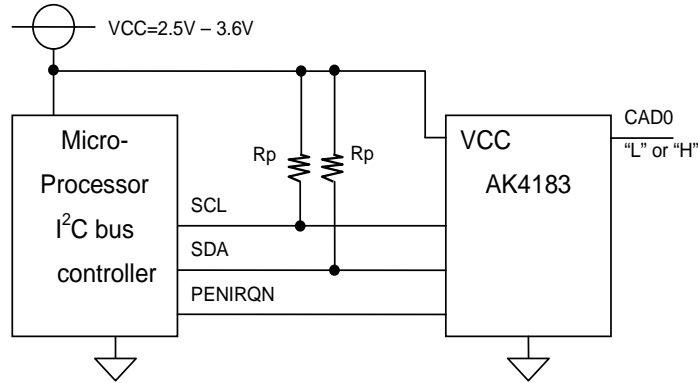 VCC=2.5V – 3.6V
Micro-
Processor
I²C bus
controller
Rp
Rp
SCL
SDA
PENIRQN
VCC
AK4183
CAD0
“L” or “H”